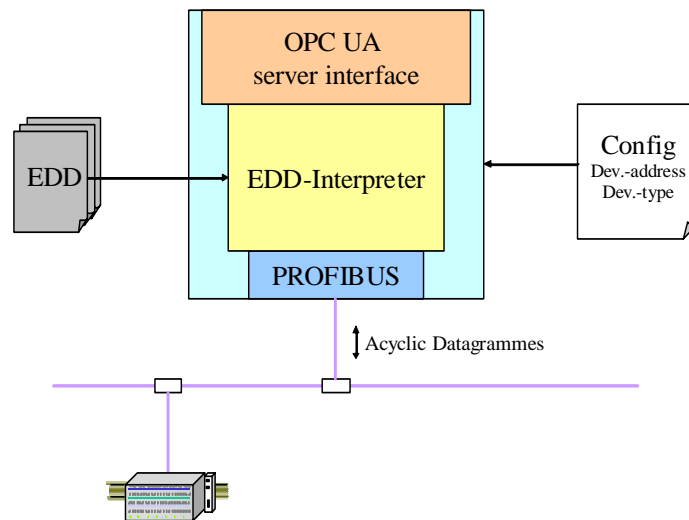 OPC UA
server interface
EDD
EDD-Interpreter
Config
Dev.-address
Dev.-type
PROFIBUS
Acyclic Datagrammes